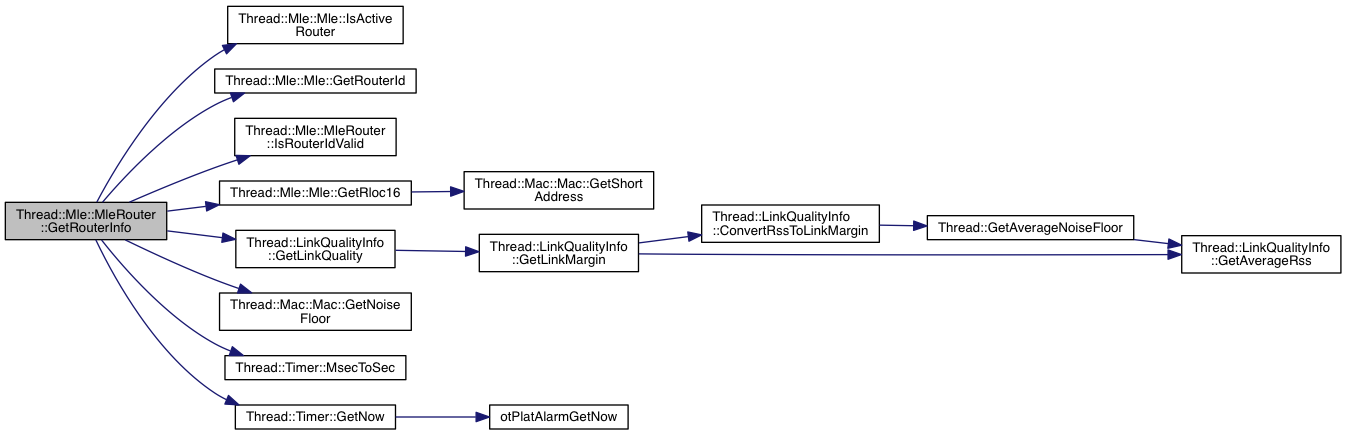 Thread::Mle::MleRouter
::GetRouterInfo
Thread::Mle::Mle::IsActive
Router
Thread::Mle::Mle::GetRouterId
Thread::Mle::MleRouter
::IsRouterIdValid
Thread::Mle::Mle::GetRloc16
Thread::Mac::Mac::GetShort
Address
Thread::LinkQualityInfo
::GetLinkQuality
Thread::LinkQualityInfo
::GetLinkMargin
Thread::LinkQualityInfo
::ConvertRssToLinkMargin
Thread::GetAverageNoiseFloor
Thread::LinkQualityInfo
::GetAverageRss
Thread::Mac::Mac::GetNoise
Floor
Thread::Timer::MsecToSec
Thread::Timer::GetNow
otPlatAlarmGetNow